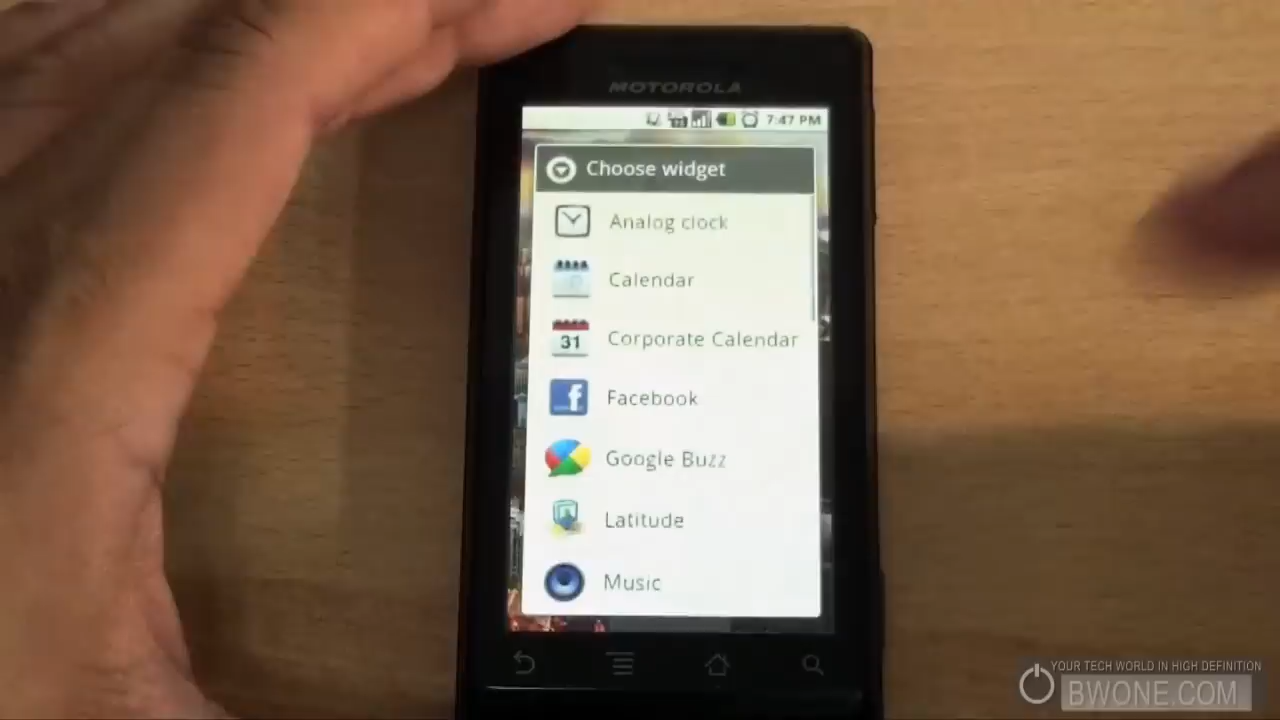 MOTOROLA
7:47 PM
Choose widget
Analog clock
Calendar
31
Corporate Calendar
Facebook
Google Buzz
Latitude
Music
YOUR TECH WORLD IN HIGH DEFINITION
BWONE.COM